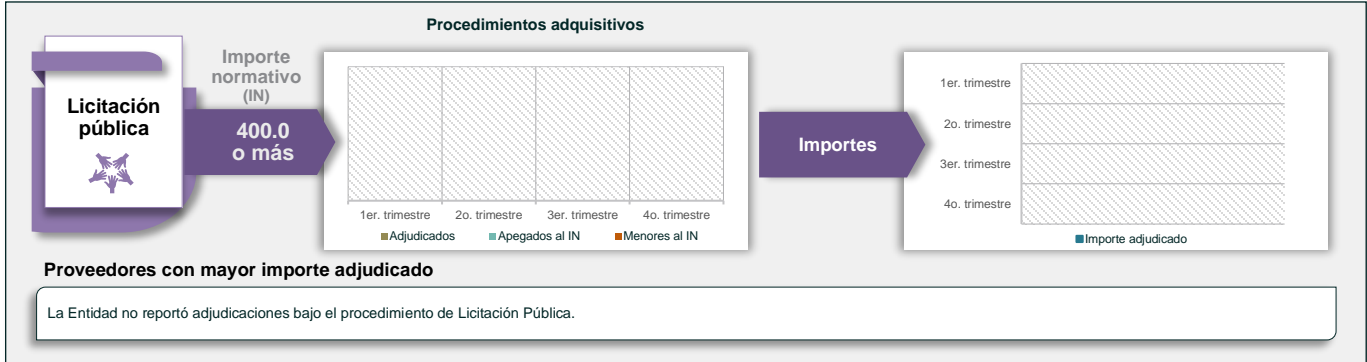 Procedimientos adquisitivos
Licitación
pública
Importe
normativo
(IN)
400.0
o más
1er. trimestre 2o. trimestre 3er. trimestre 4o. trimestre
Adjudicados Apegados al IN Menores al IN
Importes
1er. trimestre
2o. trimestre
3er. trimestre
4o. trimestre
Importe adjudicado
Proveedores con mayor importe adjudicado
La Entidad no reportó adjudicaciones bajo el procedimiento de Licitación Pública.